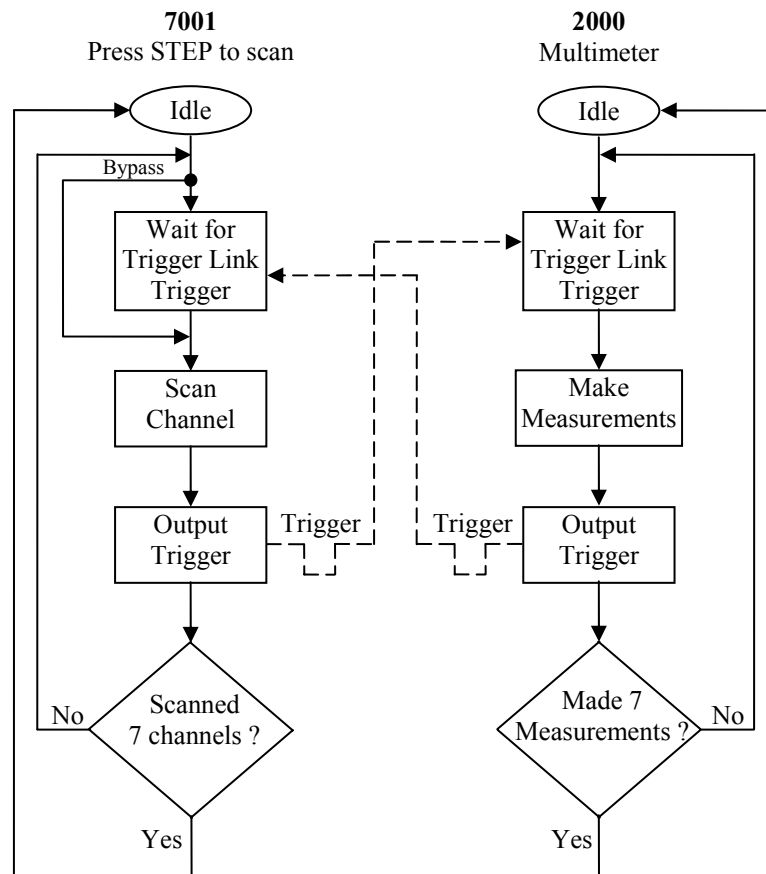 7001
Press STEP to scan
Idle
Bypass
Wait for
Trigger Link
Trigger
Scan
Channel
Output
Trigger
Trigger
Scanned
7 channels ?
No
Yes
2000
Multimeter
Idle
Wait for
Trigger Link
Trigger
Make
Measurements
Trigger
Output
Trigger
Made 7
Measurements ?
No
Yes